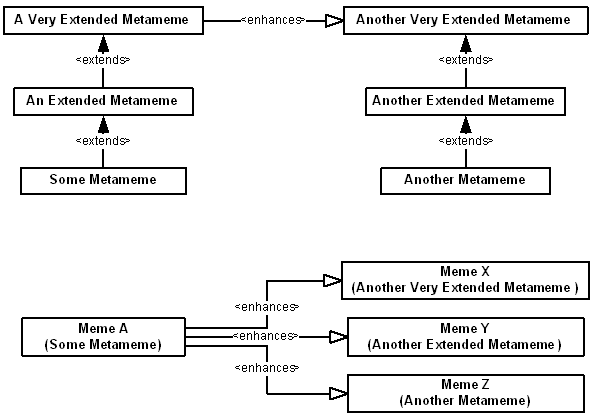 A Very Extended Metameme
<enhances>
Another Very Extended Metameme
<extends>
<extends>
An Extended Metameme
Another Extended Metameme
<extends>
<extends>
Some Metameme
Another Metameme
Meme X
(Another Very Extended Metameme )
<enhances>
Meme A
(Some Metameme)
<enhances>
Meme Y
(Another Extended Metameme )
<enhances>
Meme Z
(Another Metameme)